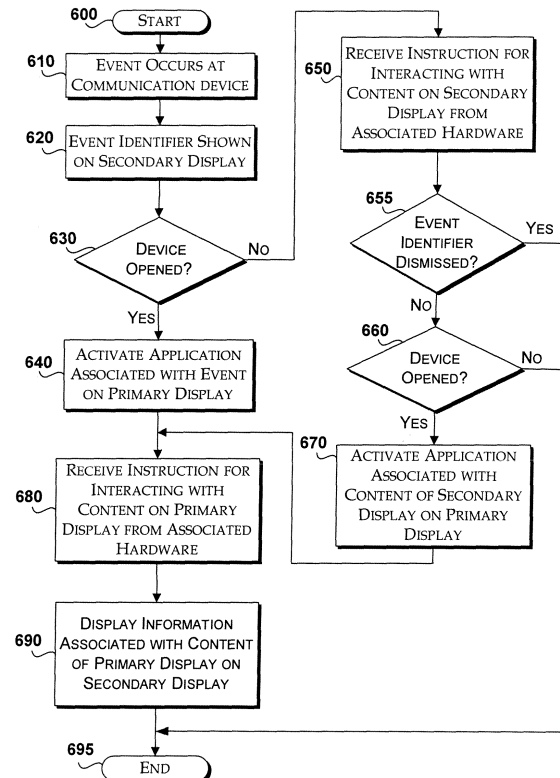 600
START
610
EVENT OCCURS AT
COMMUNICATION DEVICE
620
EVENT IDENTIFIER SHOWN
ON SECONDARY DISPLAY
630
DEVICE
OPENED?
NO
YES
640
ACTIVATE APPLICATION
ASSOCIATED WITH EVENT
ON PRIMARY DISPLAY
650
RECEIVE INSTRUCTION FOR
INTERACTING WITH
CONTENT ON SECONDARY
DISPLAY FROM
ASSOCIATED HARDWARE
655
EVENT
IDENTIFIER
DISMISSED?
YES
NO
660
DEVICE
OPENED?
NO
YES
670
ACTIVATE APPLICATION
ASSOCIATED WITH
CONTENT OF SECONDARY
DISPLAY ON PRIMARY
DISPLAY
680
RECEIVE INSTRUCTION FOR
INTERACTING WITH
CONTENT ON PRIMARY
DISPLAY FROM ASSOCIATED
HARDWARE
690
DISPLAY INFORMATION
ASSOCIATED WITH CONTENT
OF PRIMARY DISPLAY ON
SECONDARY DISPLAY
695
END